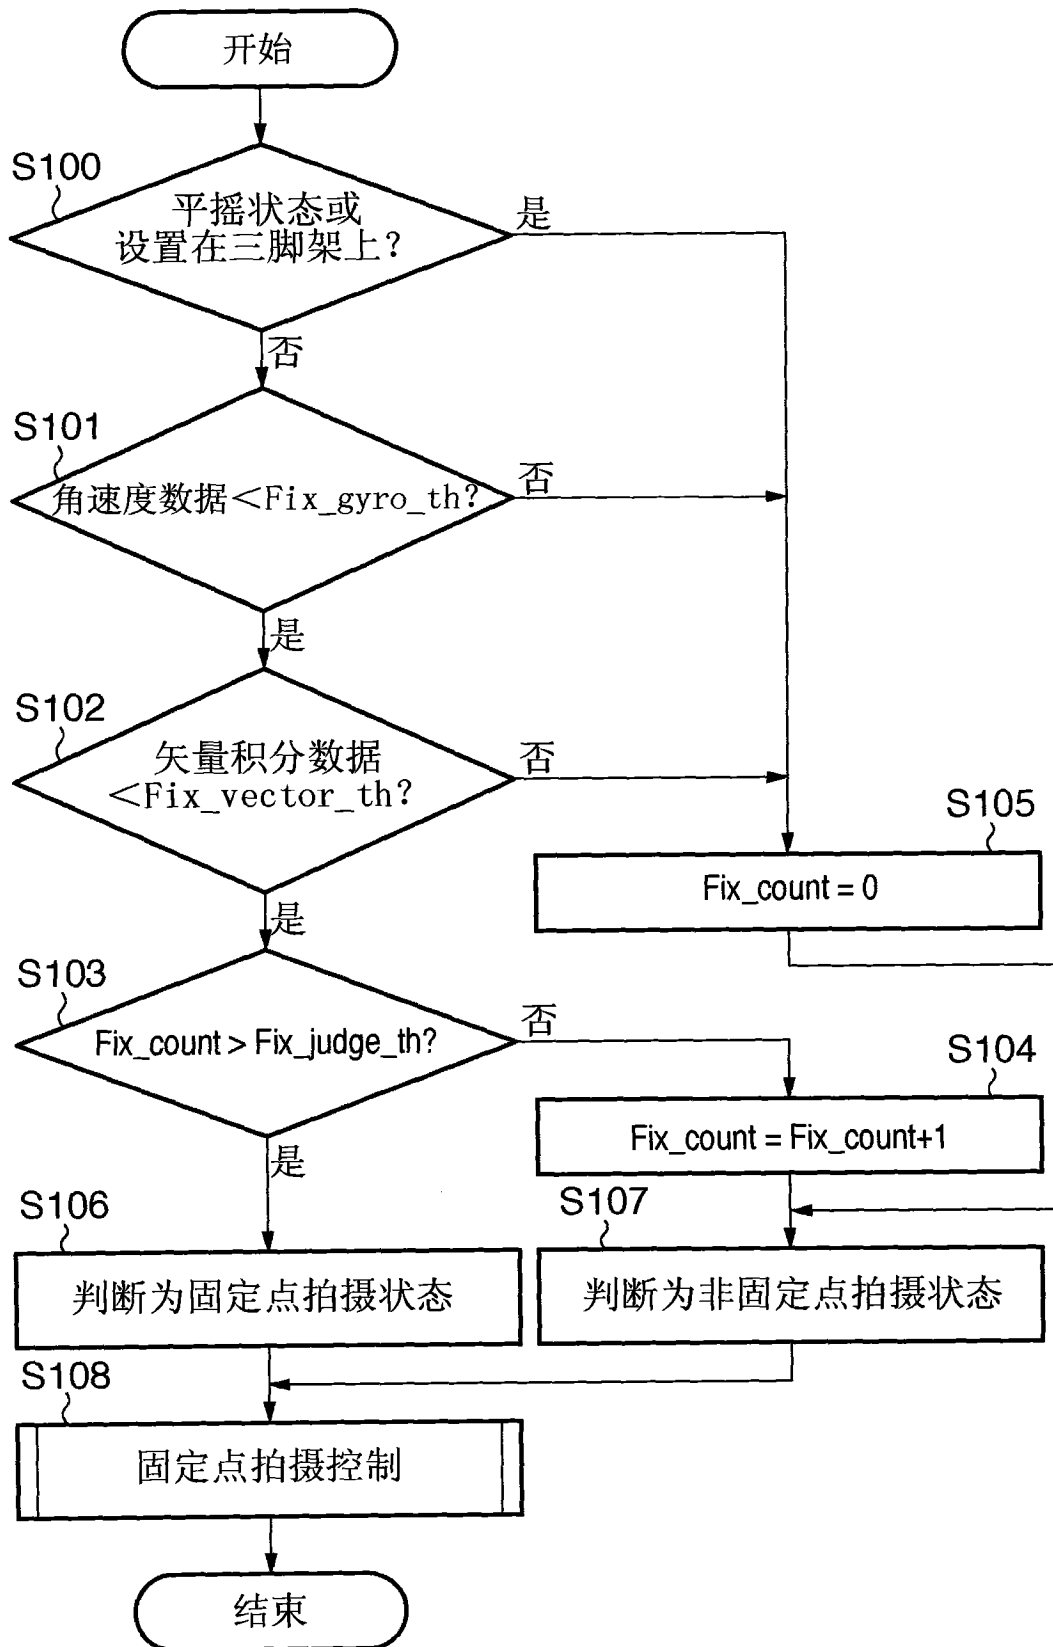 开始
S100
平摇状态或
设置在三脚架上？
是
否
S101
角速度数据＜Fix_gyro_th？
否
是
S102
矢量积分数据
＜Fix_vector_th？
否
是
S105
Fix_count = 0
S103
Fix_count > Fix_judge_th?
否
是
S104
Fix_count = Fix_count+1
S106
判断为固定点拍摄状态
S107
判断为非固定点拍摄状态
S108
固定点拍摄控制
结束